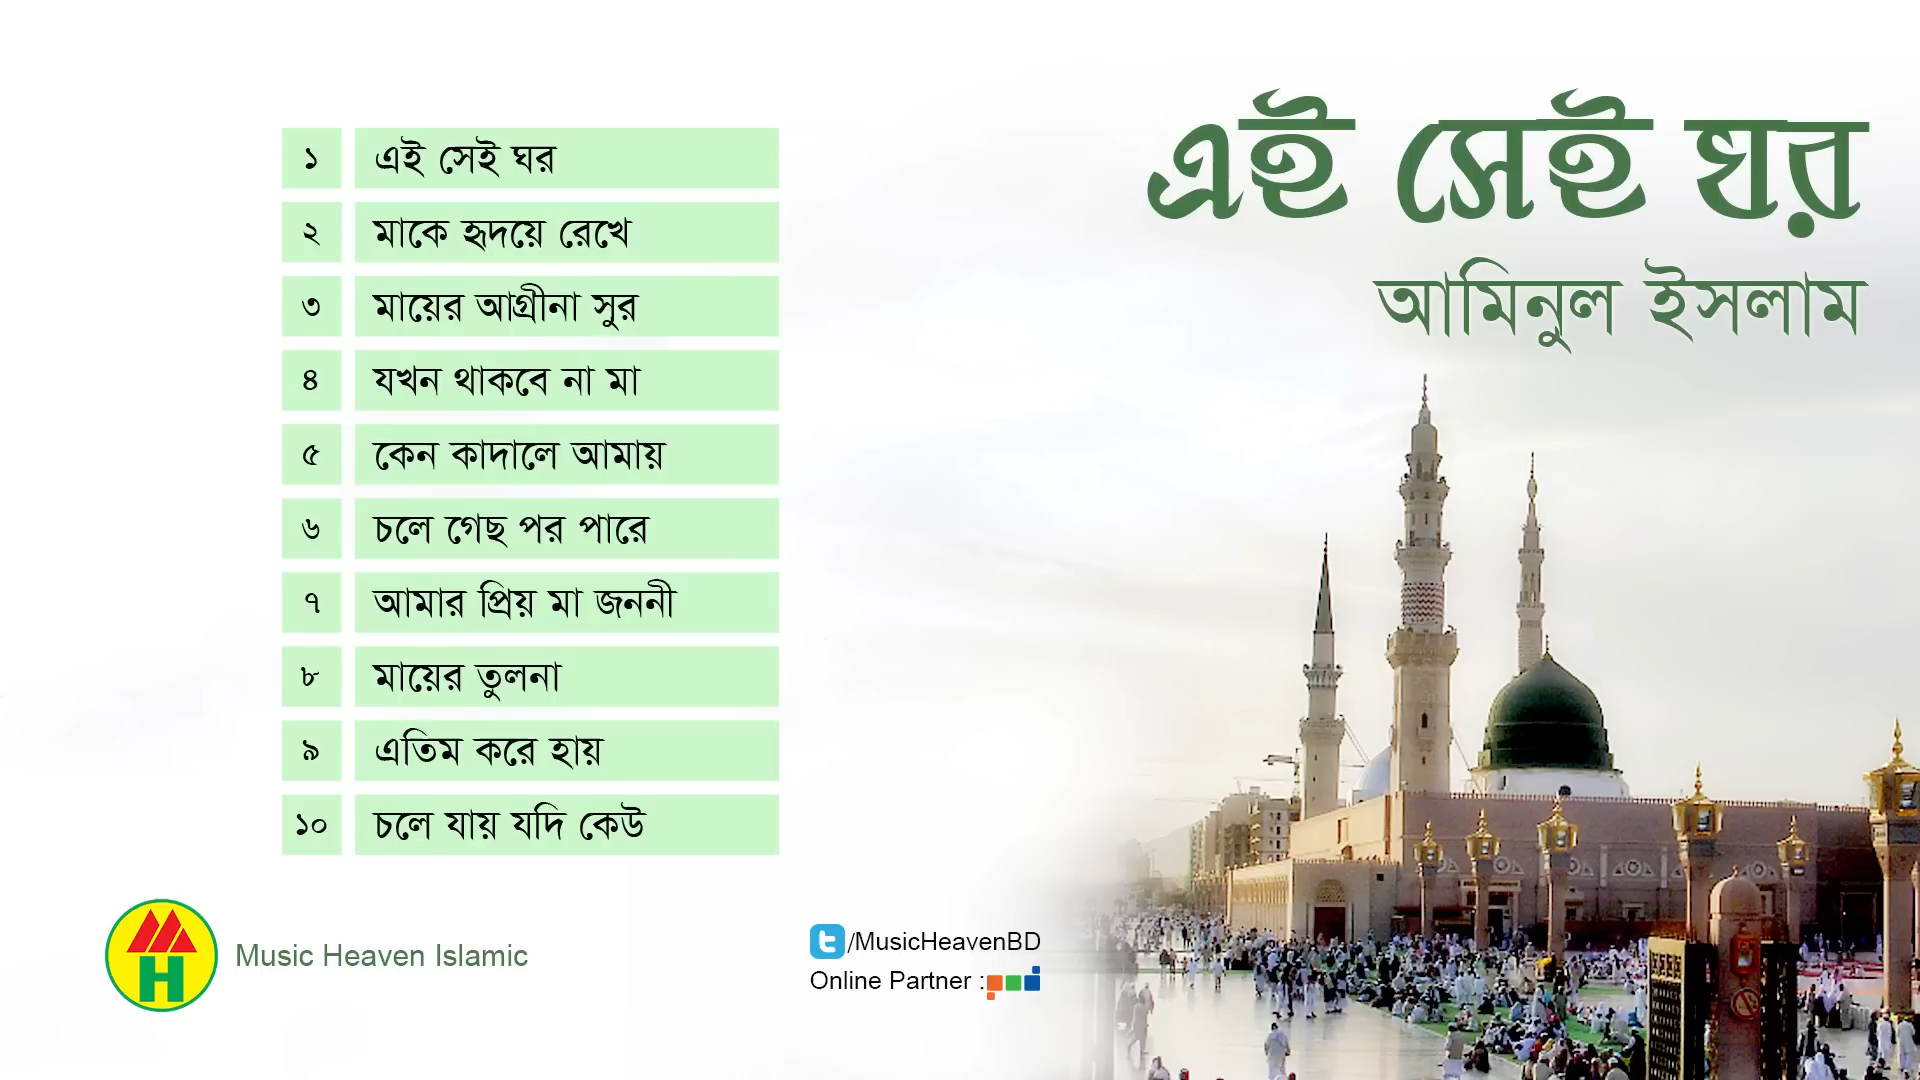 এই সেই ঘর
আমিনুল ইসলাম
১ এই সেই ঘর
২ মাকে হৃদয়ে রেখে
৩ মায়ের আগ্রীনা সুর
৪ যখন থাকবে না মা
৫ কেন কাদালে আমায়
৬ চলে গেছ পর পারে
৭ আমার প্রিয় মা জননী
৮ মায়ের তুলনা
৯ এতিম করে হায়
১০ চলে যায় যদি কেউ
Music Heaven Islamic
/MusicHeavenBD
Online Partner :